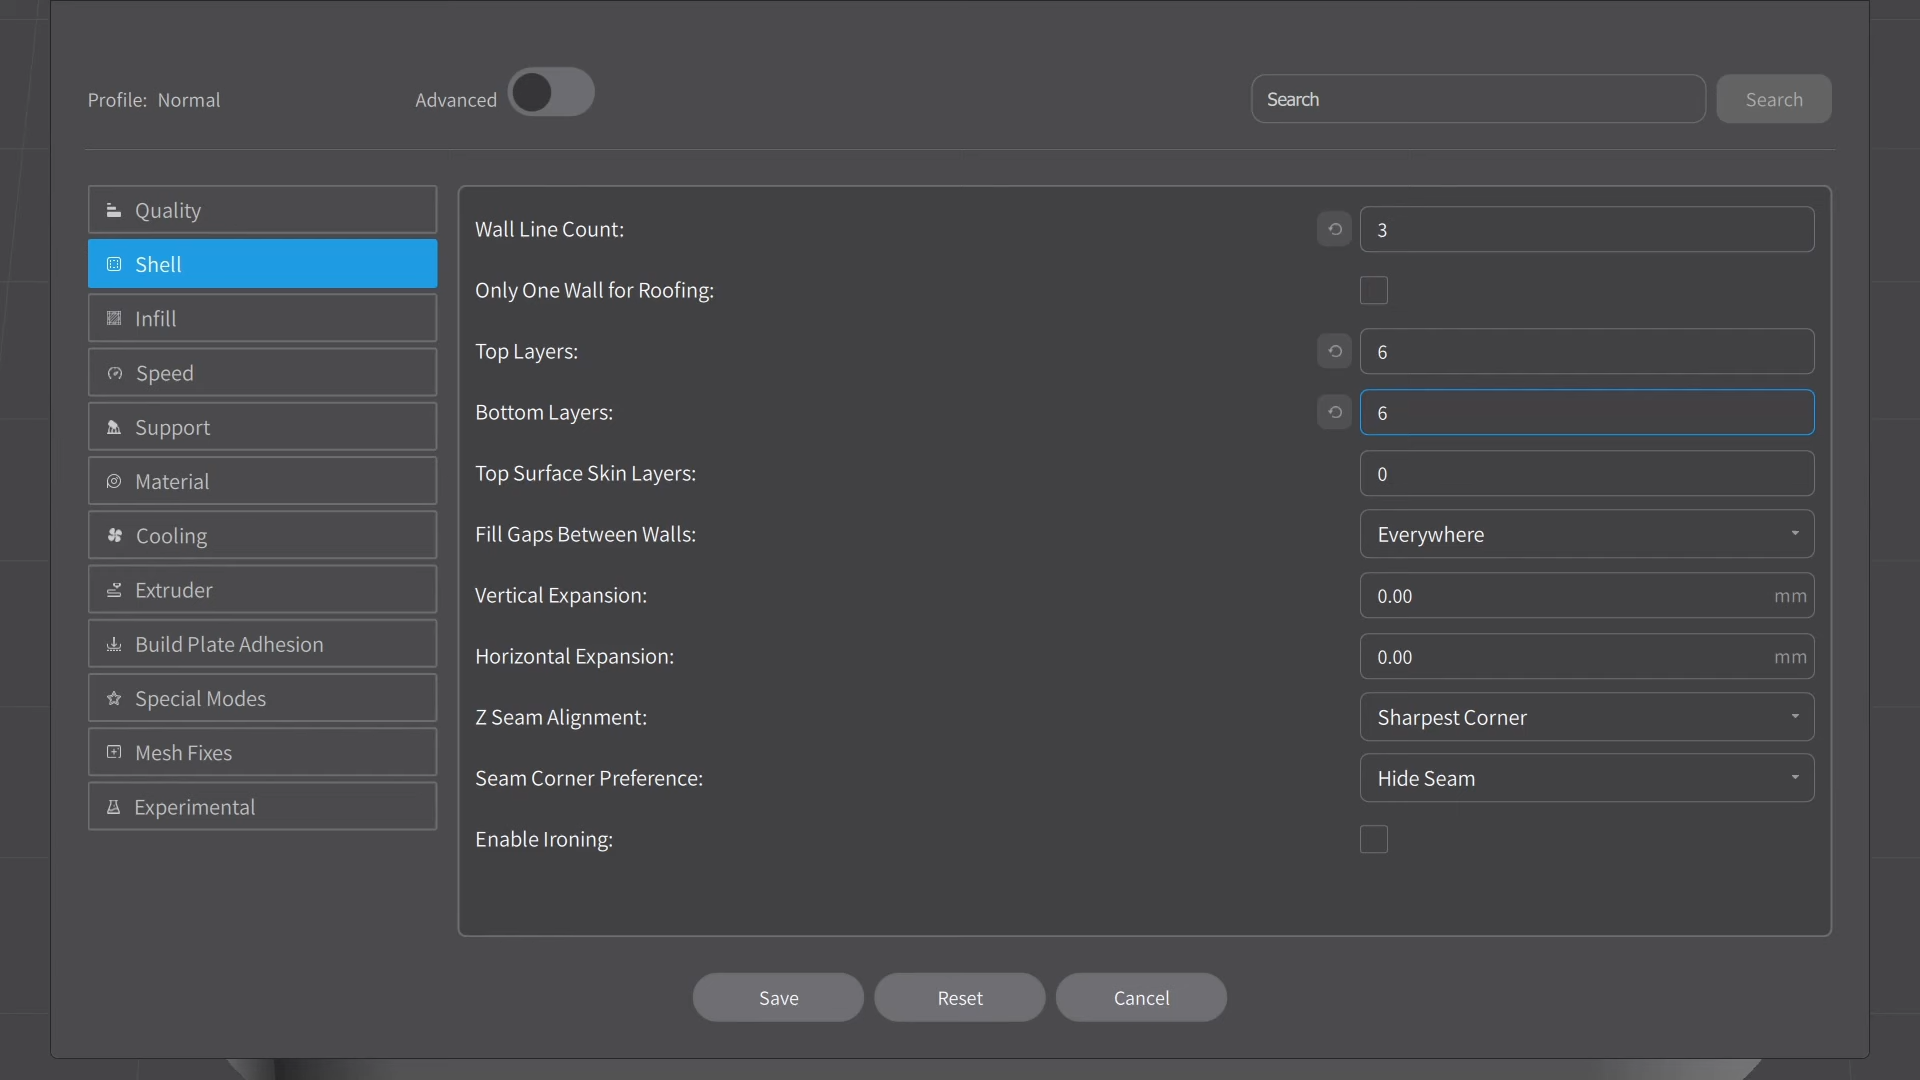 Profile: Normal
Advanced
Search
Search
Quality
Shell
Infill
Speed
Support
Material
Cooling
Extruder
Build Plate Adhesion
Special Modes
Mesh Fixes
Experimental
Wall Line Count:
3
Only One Wall for Roofing:
Top Layers:
6
Bottom Layers:
6
Top Surface Skin Layers:
0
Fill Gaps Between Walls:
Everywhere
Vertical Expansion:
0.00 mm
Horizontal Expansion:
0.00 mm
Z Seam Alignment:
Sharpest Corner
Seam Corner Preference:
Hide Seam
Enable Ironing:
Save
Reset
Cancel